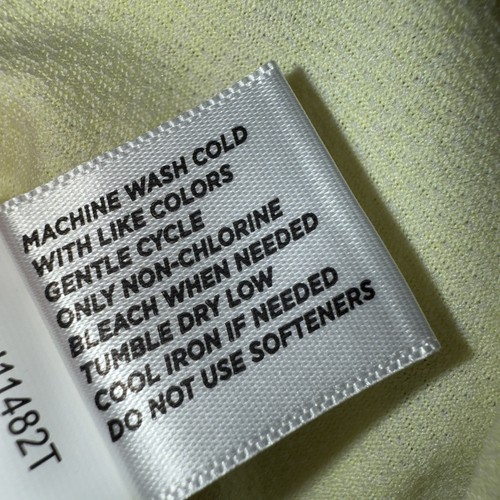 MACHINE WASH COLD
WITH LIKE COLORS
GENTLE CYCLE
ONLY NON-CHLORINE
BLEACH WHEN NEEDED
TUMBLE DRY LOW
COOL IRON IF NEEDED
DO NOT USE SOFTENERS